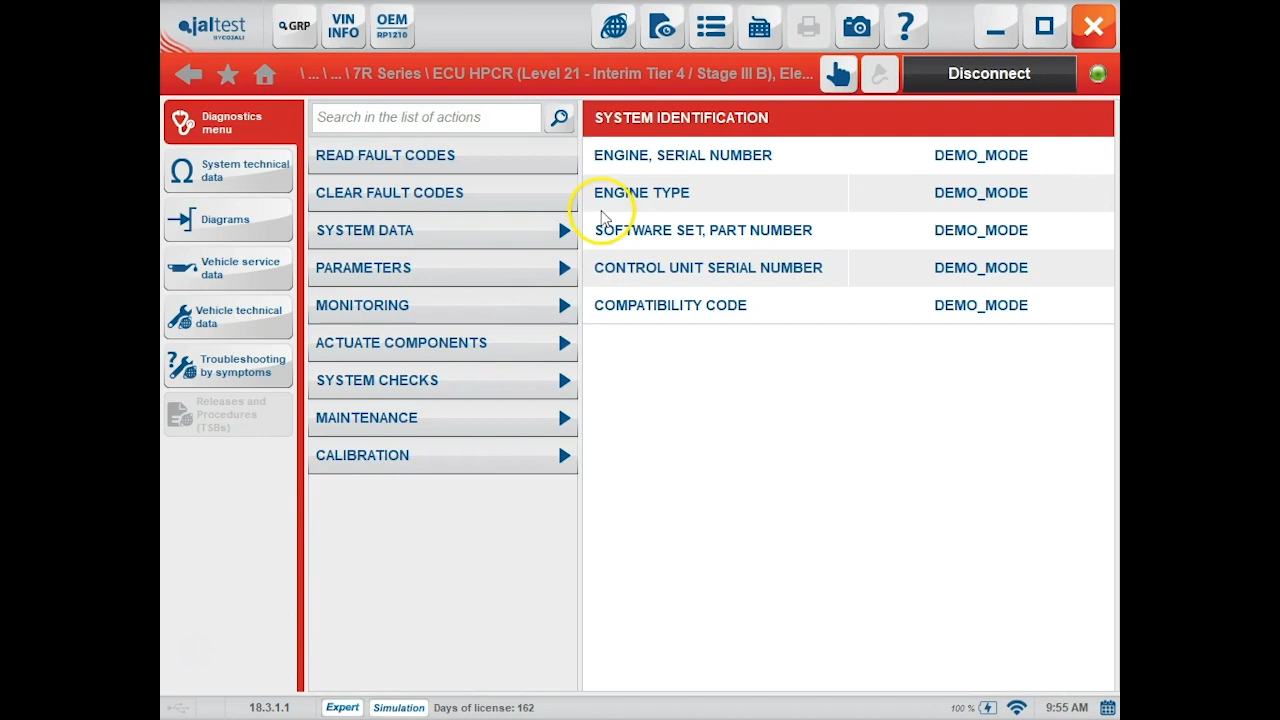 jaltest
BY COJALI
GRP
VIN
INFO
OEM
RP1210
?
\ ... \ ... \ 7R Series \ ECU HPCR (Level 21 - Interim Tier 4 / Stage III B), Ele...
Disconnect
Diagnostics
menu
System technical
data
Diagrams
Vehicle service
data
Vehicle technical
data
Troubleshooting
by symptoms
Releases and
Procedures
(TSBs)
Search in the list of actions
READ FAULT CODES
CLEAR FAULT CODES
SYSTEM DATA
PARAMETERS
MONITORING
ACTUATE COMPONENTS
SYSTEM CHECKS
MAINTENANCE
CALIBRATION
SYSTEM IDENTIFICATION
ENGINE, SERIAL NUMBER DEMO_MODE
ENGINE TYPE DEMO_MODE
SOFTWARE SET, PART NUMBER DEMO_MODE
CONTROL UNIT SERIAL NUMBER DEMO_MODE
COMPATIBILITY CODE DEMO_MODE
18.3.1.1 Expert Simulation Days of license: 162 100 % 9:55 AM